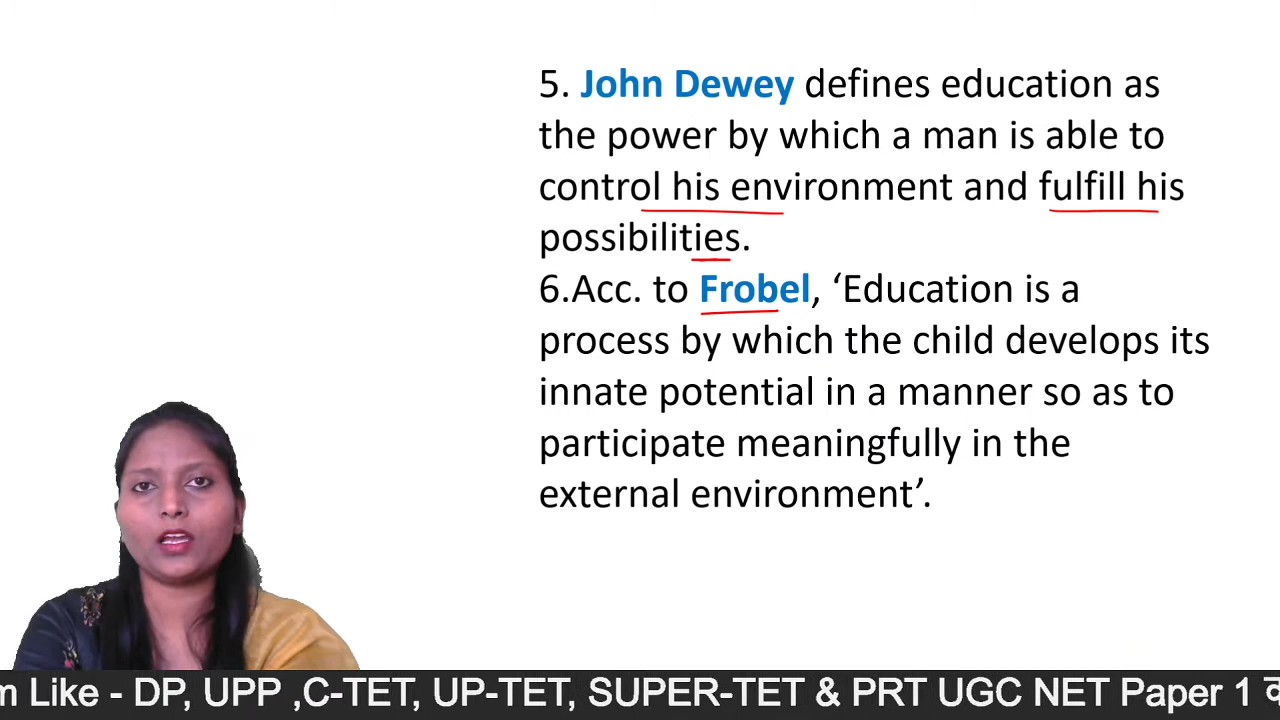 5. John Dewey defines education as
the power by which a man is able to
control his environment and fulfill his
possibilities.
6.Acc. to Frobel, ‘Education is a
process by which the child develops its
innate potential in a manner so as to
participate meaningfully in the
external environment’.
m Like - DP, UPP ,C-TET, UP-TET, SUPER-TET & PRT UGC NET Paper 1